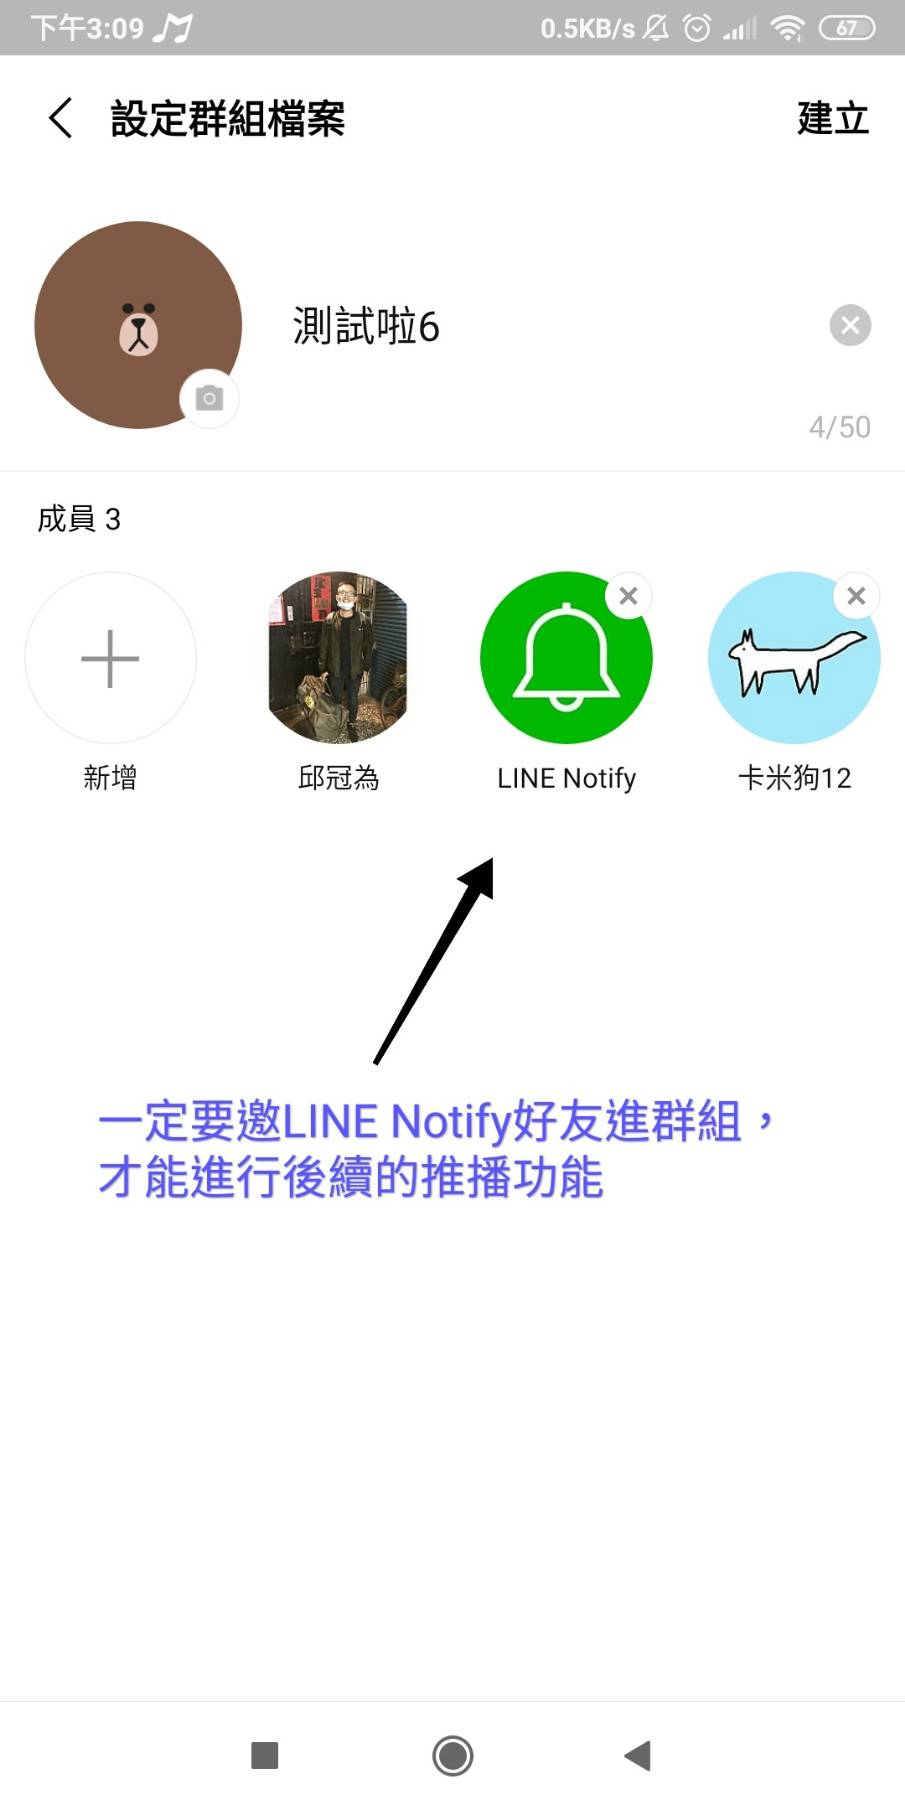 下午3:09
0.5KB/s
67
設定群組檔案
建立
測試啦6
4/50
成員 3
新增
邱冠為
LINE Notify
卡米狗12
一定要邀LINE Notify好友進群組，
才能進行後續的推播功能